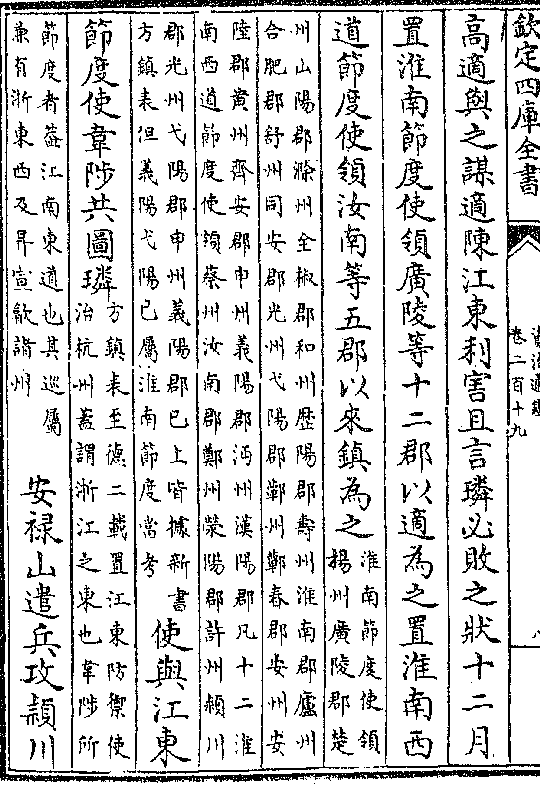 欽定四庫全書
資治通鑑
卷二百十九
八
高適與之謀適陳江東利害且言璘必敗之狀十二月
置淮南節度使領廣陵等十二郡以適為之置淮南西
道節度使領汝南等五郡以來鎮為之
淮南節度使領
揚州廣陵郡楚
州山陽郡滁州全椒郡和州歷陽郡壽州淮南郡廬州
合肥郡舒州同安郡光州弋陽郡蘄州蘄春郡安州安
陸郡黄州齊安郡申州義陽郡沔州漢陽郡凡十二淮
南西道節度使領蔡州汝南郡鄭州滎陽郡許州潁川
郡光州弋陽郡申州義陽郡已上皆據新書
方鎮表但義陽弋陽已屬淮南節度當考
使與江東
節度使韋陟共圖璘
方鎮表至德二載置江東防禦使
治杭州蓋謂浙江之東也韋陟所
節度者葢江南東道也其巡屬
兼有浙東西及昇宣歙諸州
安禄山遣兵攻潁川